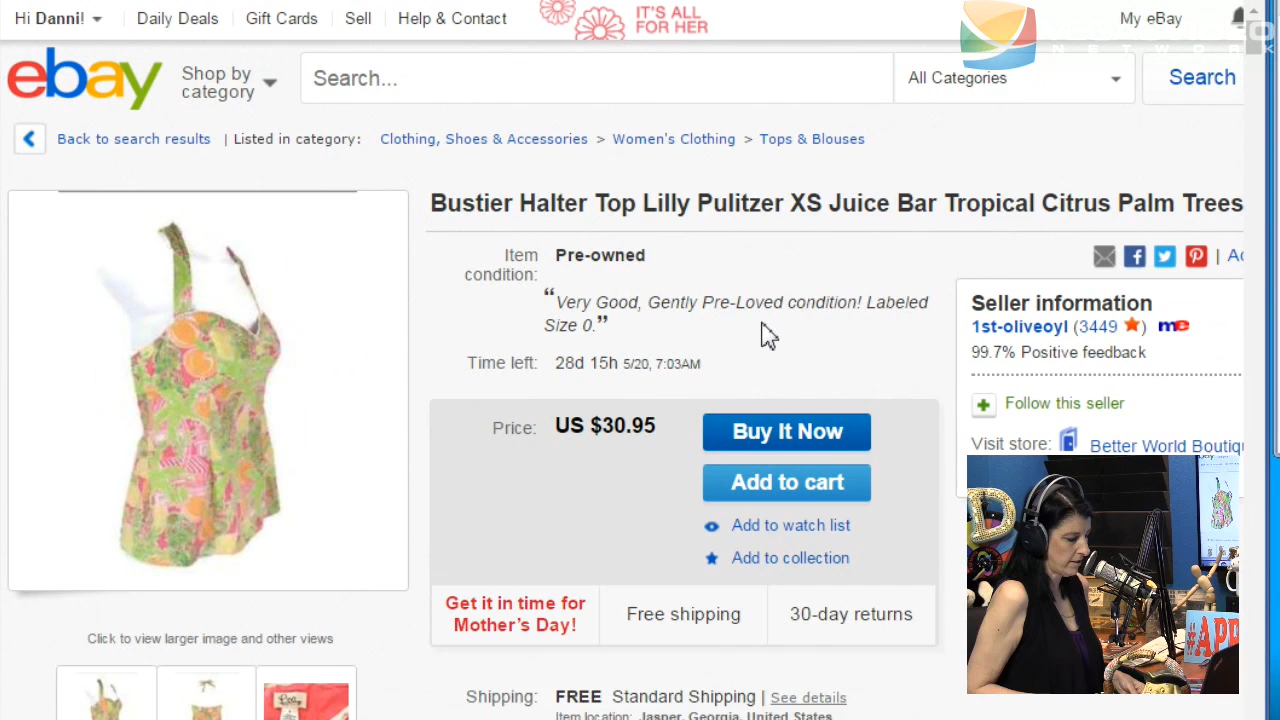 Hi Danni!
Daily Deals
Gift Cards
Sell
Help & Contact
IT'S ALL
FOR HER
My eBay
NETWORK
ebay
Shop by
category
Search...
All Categories
Search
Back to search results | Listed in category: Clothing, Shoes & Accessories > Women's Clothing > Tops & Blouses
Bustier Halter Top Lilly Pulitzer XS Juice Bar Tropical Citrus Palm Trees
Item
condition:
Pre-owned
“Very Good, Gently Pre-Loved condition! Labeled
Size 0.”
Time left: 28d 15h 5/20, 7:03AM
Price: US $30.95
Buy It Now
Add to cart
Add to watch list
Add to collection
Get it in time for
Mother's Day!
Free shipping
30-day returns
Seller information
1st-oliveoyl (3449 ) me
99.7% Positive feedback
Follow this seller
Visit store: Better World Boutiq
D
#APR
Click to view larger image and other views
Shipping: FREE Standard Shipping | See details
Item location: Jasper, Georgia, United States